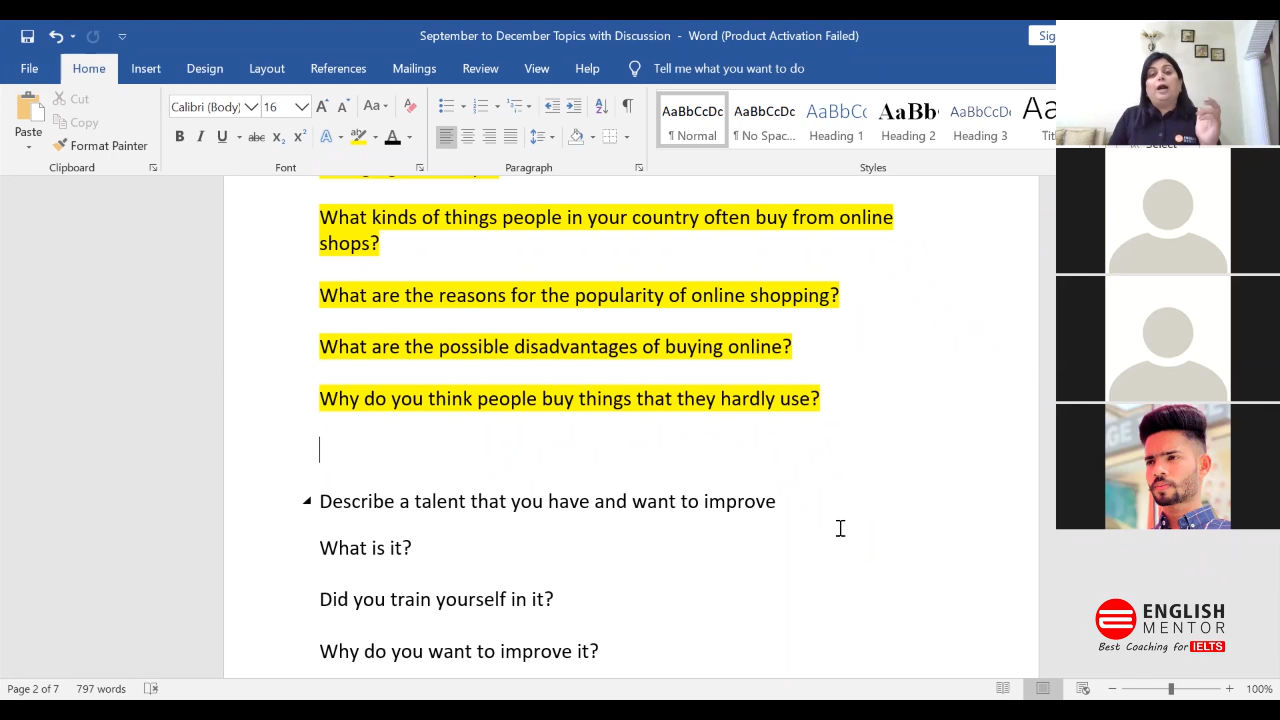 September to December Topics with Discussion - Word (Product Activation Failed)
Sig
File Home Insert Design Layout References Mailings Review View Help Tell me what you want to do
Paste
Cut
Copy
Format Painter
Clipboard
Calibri (Body) 16
Font
Paragraph
AaBbCcDc AaBbCcDc AaBbCc AaBb AaBbCcD Aa
¶ Normal ¶ No Spac... Heading 1 Heading 2 Heading 3 Tit
Styles
Select
What kinds of things people in your country often buy from online
shops?
What are the reasons for the popularity of online shopping?
What are the possible disadvantages of buying online?
Why do you think people buy things that they hardly use?
Describe a talent that you have and want to improve
What is it?
Did you train yourself in it?
Why do you want to improve it?
ENGLISH
MENTOR
Best Coaching for IELTS
Page 2 of 7 797 words 100%